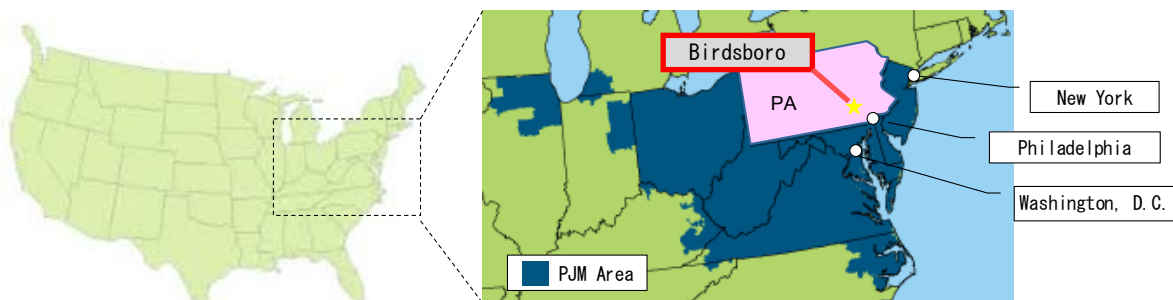 Birdsboro
PA
New York
Philadelphia
Washington, D.C.
PJM Area